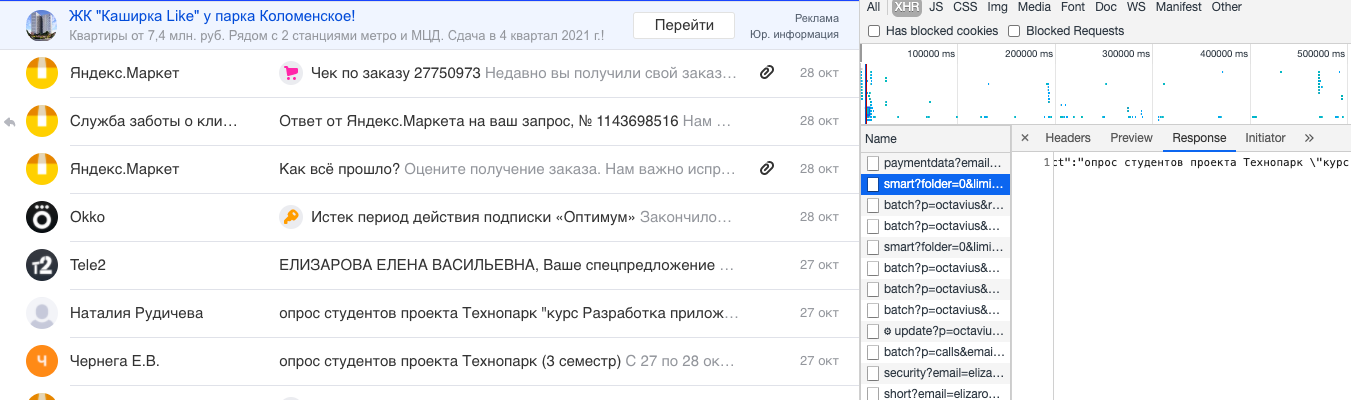 ЖК "Каширка Like" у парка Коломенское!
Квартиры от 7,4 млн. руб. Рядом с 2 станциями метро и МЦД. Сдача в 4 квартал 2021 г.!
Перейти
Реклама
Юр. информация
Яндекс.Маркет Чек по заказу 27750973 Недавно вы получили свой заказ… 28 окт
Служба заботы о кли… Ответ от Яндекс.Маркета на ваш запрос, № 1143698516 Нам … 28 окт
Яндекс.Маркет Как всё прошло? Оцените получение заказа. Нам важно испр… 28 окт
Okko Истек период действия подписки «Оптимум» Закончило… 28 окт
T2 Tele2 ЕЛИЗАРОВА ЕЛЕНА ВАСИЛЬЕВНА, Ваше спецпредложение … 27 окт
Наталия Рудичева опрос студентов проекта Технопарк "курс Разработка прилож… 27 окт
Ч Чернега Е.В. опрос студентов проекта Технопарк (3 семестр) С 27 по 28 ок… 27 окт
All XHR JS CSS Img Media Font Doc WS Manifest Other
Has blocked cookies Blocked Requests
100000 ms 200000 ms 300000 ms 400000 ms 500000 ms
Name
paymentdata?email…
smart?folder=0&limi…
batch?p=octavius&r…
batch?p=octavius&…
smart?folder=0&limi…
batch?p=octavius&…
batch?p=octavius&…
batch?p=octavius&…
update?p=octaviu…
batch?p=calls&emai…
security?email=eliza…
short?email=elizaro…
× Headers Preview Response Initiator »
1 ct":"опрос студентов проекта Технопарк \"курс